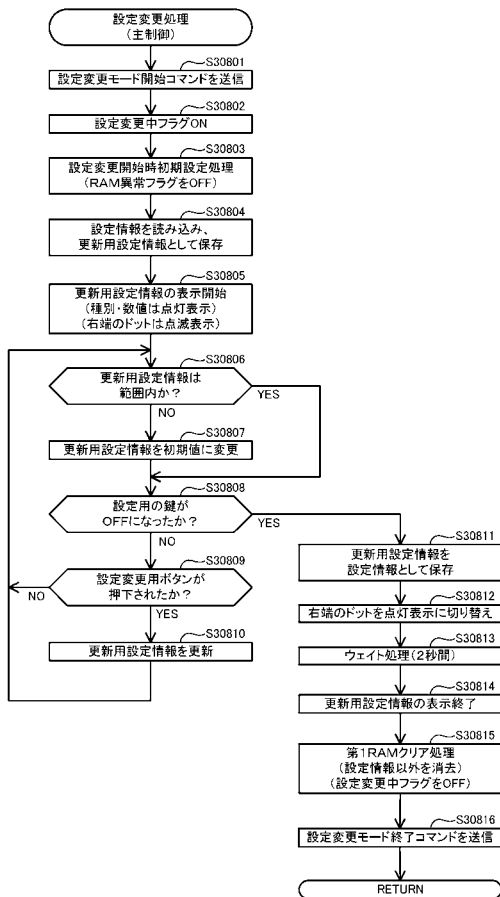 設定変更処理
(主制御)
S30801
設定変更モード開始コマンドを送信
S30802
設定変更中フラグON
S30803
設定変更開始時初期設定処理
(RAM異常フラグをOFF)
S30804
設定情報を読み込み、
更新用設定情報として保存
S30805
更新用設定情報の表示開始
(種別・数値は点灯表示)
(右端のドットは点滅表示)
S30806
更新用設定情報は
範囲内か?
YES
NO
S30807
更新用設定情報を初期値に変更
S30808
設定用の鍵が
OFFになったか?
YES
NO
S30809
設定変更用ボタンが
押下されたか?
NO
YES
S30810
更新用設定情報を更新
S30811
更新用設定情報を
設定情報として保存
S30812
右端のドットを点灯表示に切り替え
S30813
ウェイト処理(2秒間)
S30814
更新用設定情報の表示終了
S30815
第1RAMクリア処理
(設定情報以外を消去)
(設定変更中フラグをOFF)
S30816
設定変更モード終了コマンドを送信
RETURN